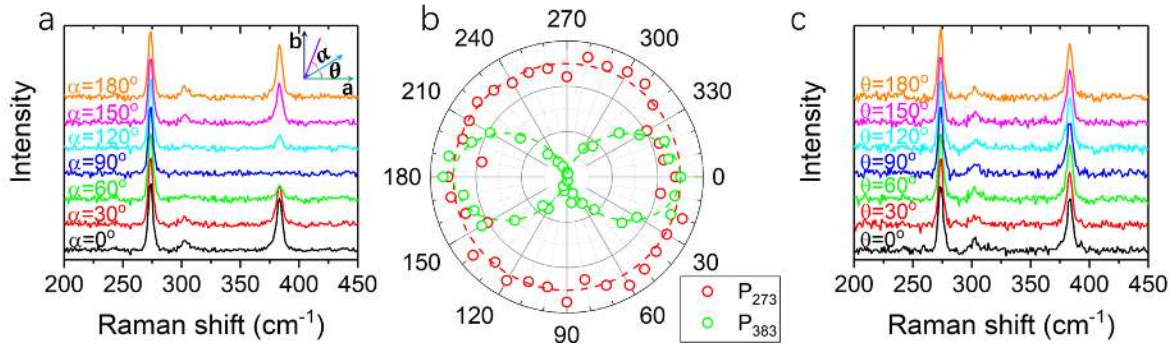 a
b
α
θ
a
α=180°
α=150°
α=120°
α=90°
α=60°
α=30°
α=0°
Intensity
200 250 300 350 400 450
Raman shift (cm-1)
b
270
240 300
210 330
180 0
150 30
120 60
90
P273
P383
c
θ=180°
θ=150°
θ=120°
θ=90°
θ=60°
θ=30°
θ=0°
Intensity
200 250 300 350 400 450
Raman shift (cm-1)